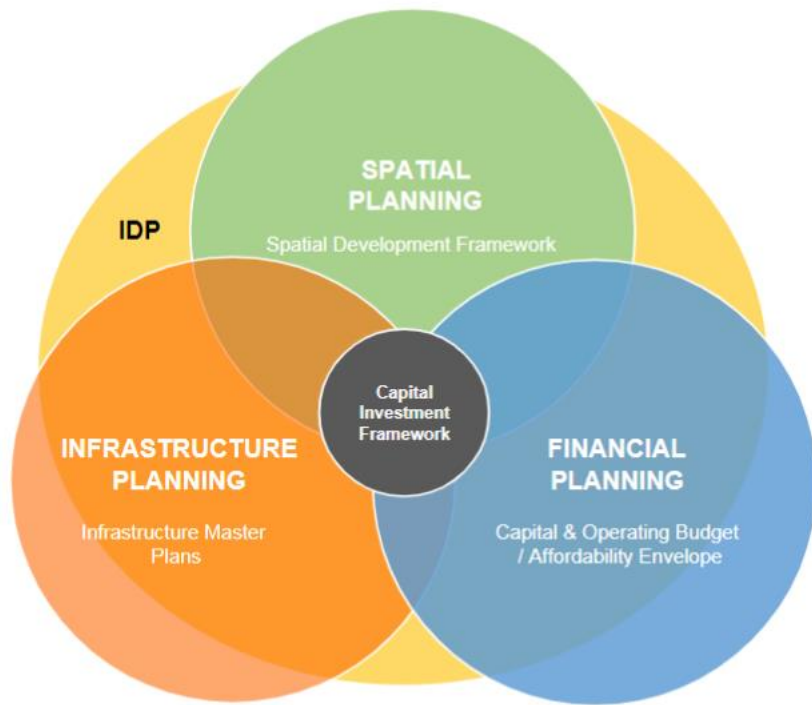 SPATIAL
PLANNING
Spatial Development Framework
IDP
Capital
Investment
Framework
INFRASTRUCTURE
PLANNING
Infrastructure Master
Plans
FINANCIAL
PLANNING
Capital & Operating Budget
/ Affordability Envelope